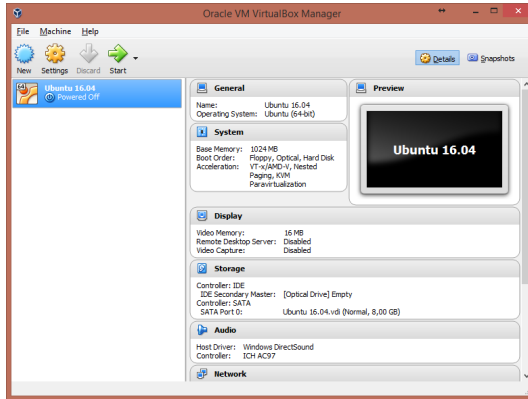 Oracle VM VirtualBox Manager
File Machine Help
New Settings Discard Start
Details Snapshots
64
Ubuntu 16.04
Powered Off
General
Name: Ubuntu 16.04
Operating System: Ubuntu (64-bit)
Preview
Ubuntu 16.04
System
Base Memory: 1024 MB
Boot Order: Floppy, Optical, Hard Disk
Acceleration: VT-x/AMD-V, Nested
Paging, KVM
Paravirtualization
Display
Video Memory: 16 MB
Remote Desktop Server: Disabled
Video Capture: Disabled
Storage
Controller: IDE
IDE Secondary Master: [Optical Drive] Empty
Controller: SATA
SATA Port 0: Ubuntu 16.04.vdi (Normal, 8,00 GB)
Audio
Host Driver: Windows DirectSound
Controller: ICH AC97
Network